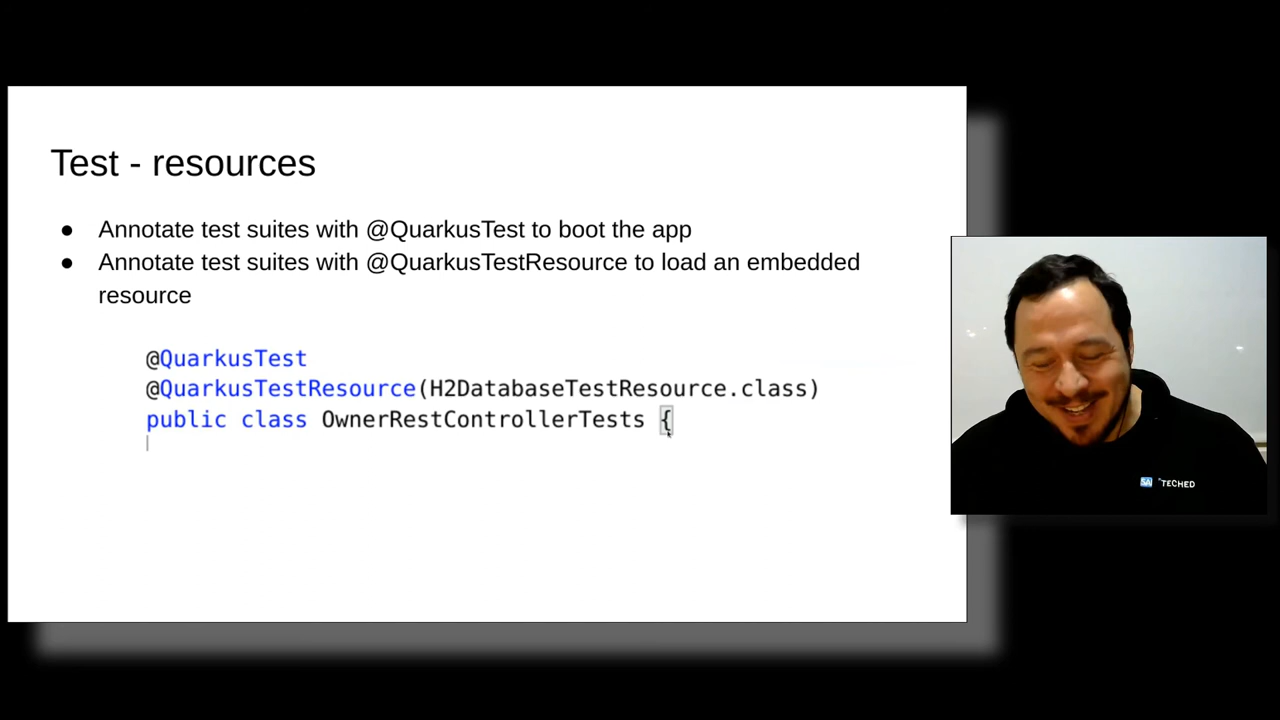 Test - resources
● Annotate test suites with @QuarkusTest to boot the app
● Annotate test suites with @QuarkusTestResource to load an embedded
resource
@QuarkusTest
@QuarkusTestResource(H2DatabaseTestResource.class)
public class OwnerRestControllerTests {
TECHED